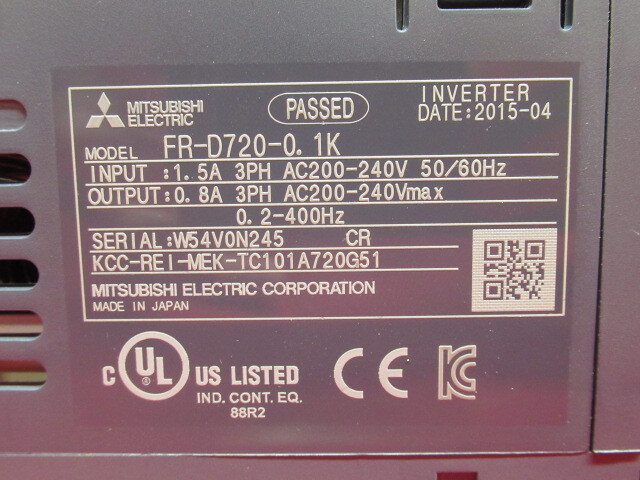 MITSUBISHI ELECTRIC
PASSED
INVERTER
DATE:2015-04
MODEL FR-D720-0.1K
INPUT :1.5A 3PH AC200-240V 50/60Hz
OUTPUT:0.8A 3PH AC200-240Vmax
0.2-400Hz
SERIAL:W54V0N245 CR
KCC-REI-MEK-TC101A720G51
MITSUBISHI ELECTRIC CORPORATION
MADE IN JAPAN
C UL ® US LISTED
IND. CONT. EQ.
88R2
CE